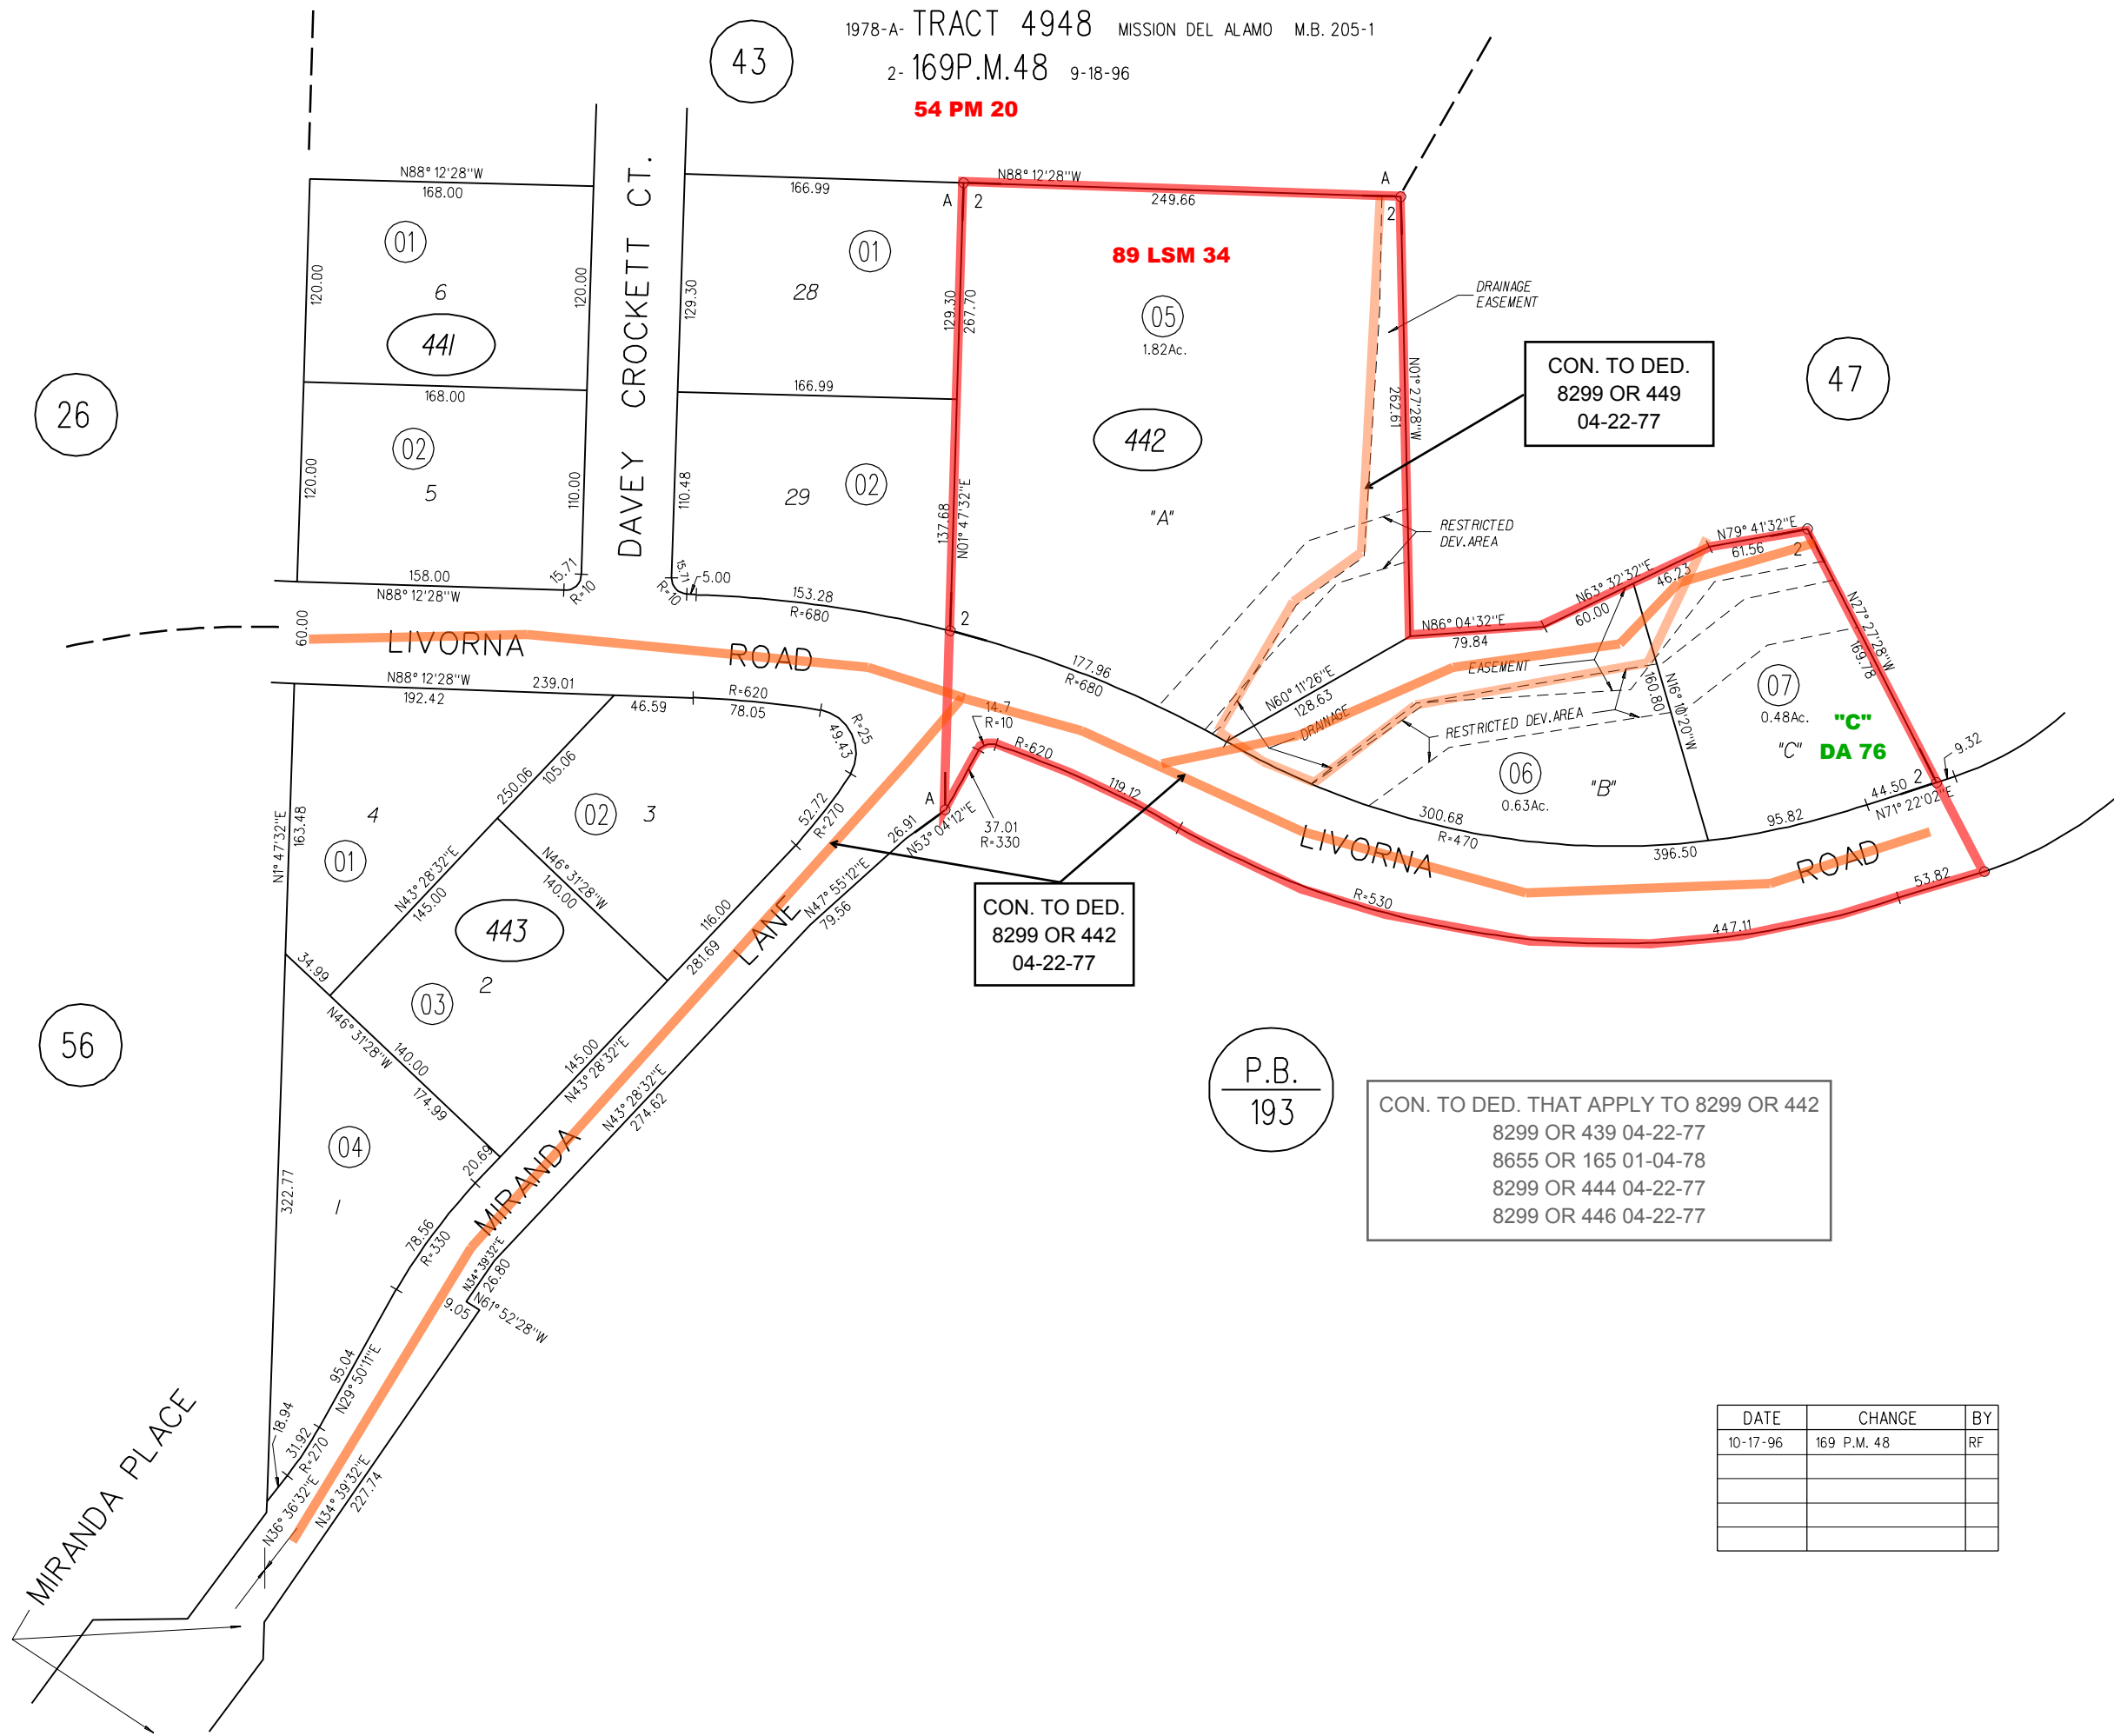 1978-A- TRACT 4948 MISSION DEL ALAMO M.B. 205-1
2- 169P.M.48 9-18-96
54 PM 20
43
N88° 12'28"W
168.00
01
6
120.00
120.00
441
168.00
02
5
120.00
110.00
158.00
N88° 12'28"W
15.71
R=10
26
DAVEY CROCKETT CT.
166.99
01
28
129.30
129.30
267.70
166.99
02
29
110.48
137.68
N01° 47'32"E
15.71
R=10
5.00
153.28
R=680
A
2
N88° 12'28"W
249.66
A
2
89 LSM 34
05
1.82Ac.
442
"A"
DRAINAGE
EASEMENT
N01° 27'28"W
262.61
CON. TO DED.
8299 OR 449
04-22-77
47
RESTRICTED
DEV.AREA
N79° 41'32"E
61.56
2
N63° 32'32"E
46.23
60.00
N86° 04'32"E
79.84
N27° 27'28"W
169.78
2
177.96
R=680
N60° 11'26"E
128.63
DRAINAGE
EASEMENT
RESTRICTED DEV.AREA
160.80
N16° 10'20"W
07
0.48Ac.
"C"
"C"
DA 76
06
0.63Ac.
"B"
9.32
2
44.50
N71° 22'02"E
95.82
300.68
R=470
396.50
60.00
LIVORNA ROAD
N88° 12'28"W
192.42
239.01
46.59
R=620
78.05
R=25
49.43
14.7
R=10
R=620
119.12
A
26.91
N53° 04'12"E
37.01
R=330
LIVORNA ROAD
R=530
447.11
53.82
N1° 47'32"E
163.48
4
01
250.06
105.06
02
3
52.72
R=270
N43° 28'32"E
145.00
N46° 31'28"W
140.00
443
116.00
281.69
LANE
N47° 55'12"E
79.56
CON. TO DED.
8299 OR 442
04-22-77
34.99
03
2
N46° 31'28"W
140.00
174.99
145.00
N43° 28'32"E
N43° 28'32"E
274.62
56
04
1
322.77
20.69
MIRANDA
78.56
R=330
N34° 39'32"E
26.80
9.05
N61° 52'28"W
95.04
N29° 50'11"E
18.94
31.92
R=270
N36° 36'32"E
N34° 39'32"E
227.74
MIRANDA PLACE
P.B.
193
CON. TO DED. THAT APPLY TO 8299 OR 442
8299 OR 439 04-22-77
8655 OR 165 01-04-78
8299 OR 444 04-22-77
8299 OR 446 04-22-77
DATE CHANGE BY
10-17-96 169 P.M. 48 RF